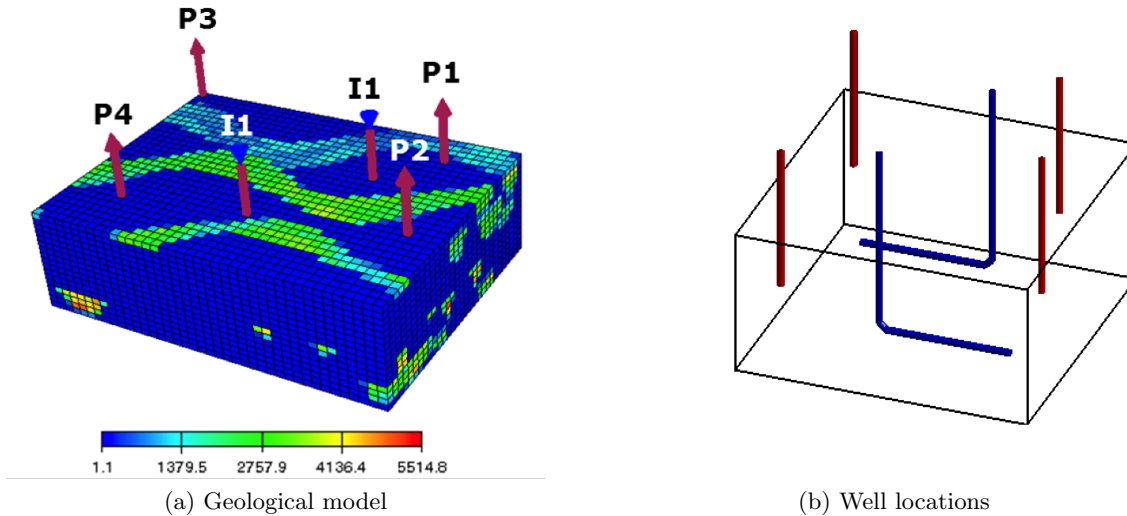 P3
I1
P1
P4
I1
P2
1.1 1379.5 2757.9 4136.4 5514.8
(a) Geological model
(b) Well locations